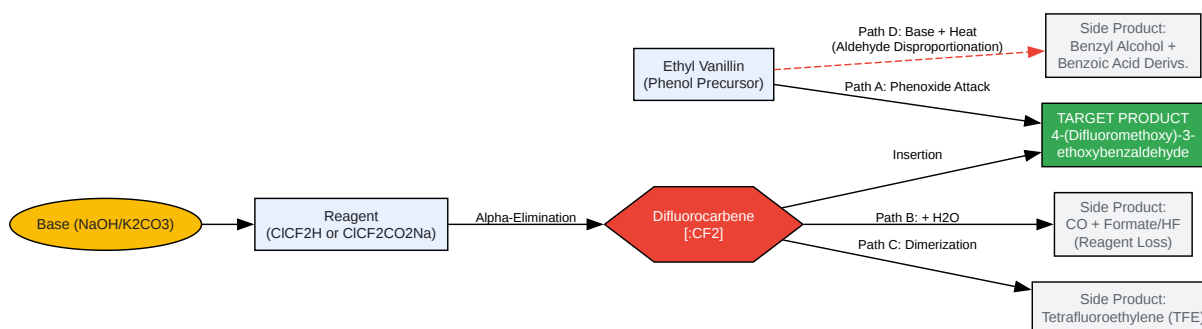 Path D: Base + Heat
(Aldehyde Disproportionation)
Side Product:
Benzyl Alcohol +
Benzoic Acid Derivs.
Ethyl Vanillin
(Phenol Precursor)
Path A: Phenoxide Attack
TARGET PRODUCT
4-(Difluoromethoxy)-3-
ethoxybenzaldehyde
Insertion
Base (NaOH/K2CO3)
Reagent
(ClCF2H or ClCF2CO2Na)
Alpha-Elimination
Difluorocarbene
[:CF2]
Path B: + H2O
Side Product:
CO + Formate/HF
(Reagent Loss)
Path C: Dimerization
Side Product:
Tetrafluoroethylene (TFE)